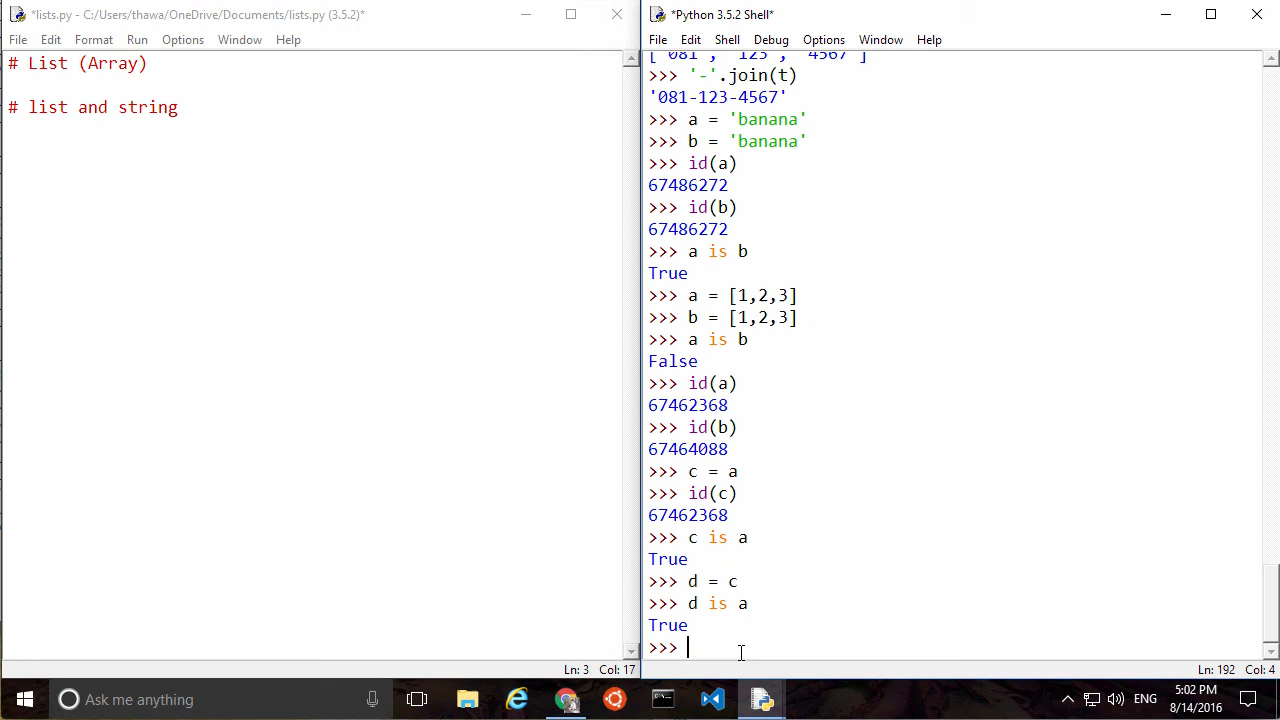 *lists.py - C:/Users/thawa/OneDrive/Documents/lists.py (3.5.2)*
File Edit Format Run Options Window Help
# List (Array)
# list and string
Ln: 3 Col: 17
*Python 3.5.2 Shell*
File Edit Shell Debug Options Window Help
['081', '123', '4567']
>>> '-'.join(t)
'081-123-4567'
>>> a = 'banana'
>>> b = 'banana'
>>> id(a)
67486272
>>> id(b)
67486272
>>> a is b
True
>>> a = [1,2,3]
>>> b = [1,2,3]
>>> a is b
False
>>> id(a)
67462368
>>> id(b)
67464088
>>> c = a
>>> id(c)
67462368
>>> c is a
True
>>> d = c
>>> d is a
True
>>>
Ln: 192 Col: 4
Ask me anything
ENG
5:02 PM
8/14/2016